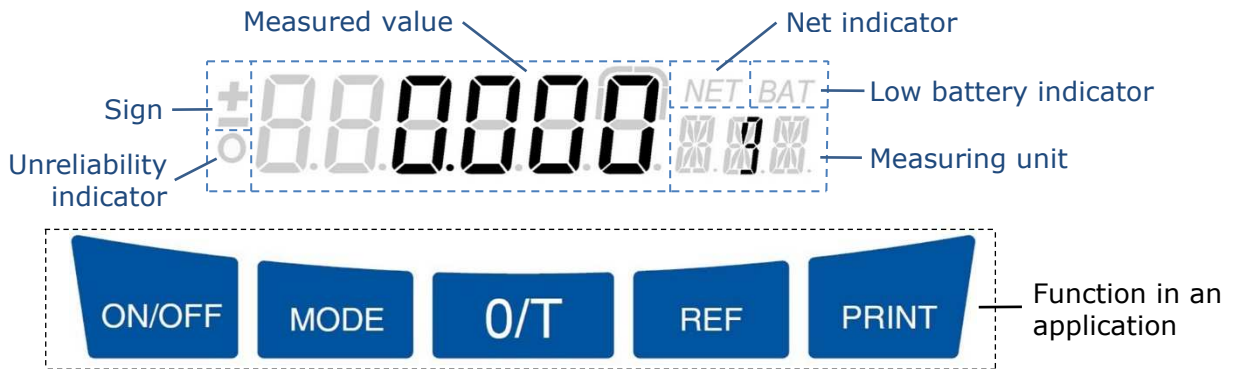 Measured value
Net indicator
Sign
0.000
NET BAT
g
Low battery indicator
Unreliability
indicator
Measuring unit
ON/OFF
MODE
0/T
REF
PRINT
Function in an
application